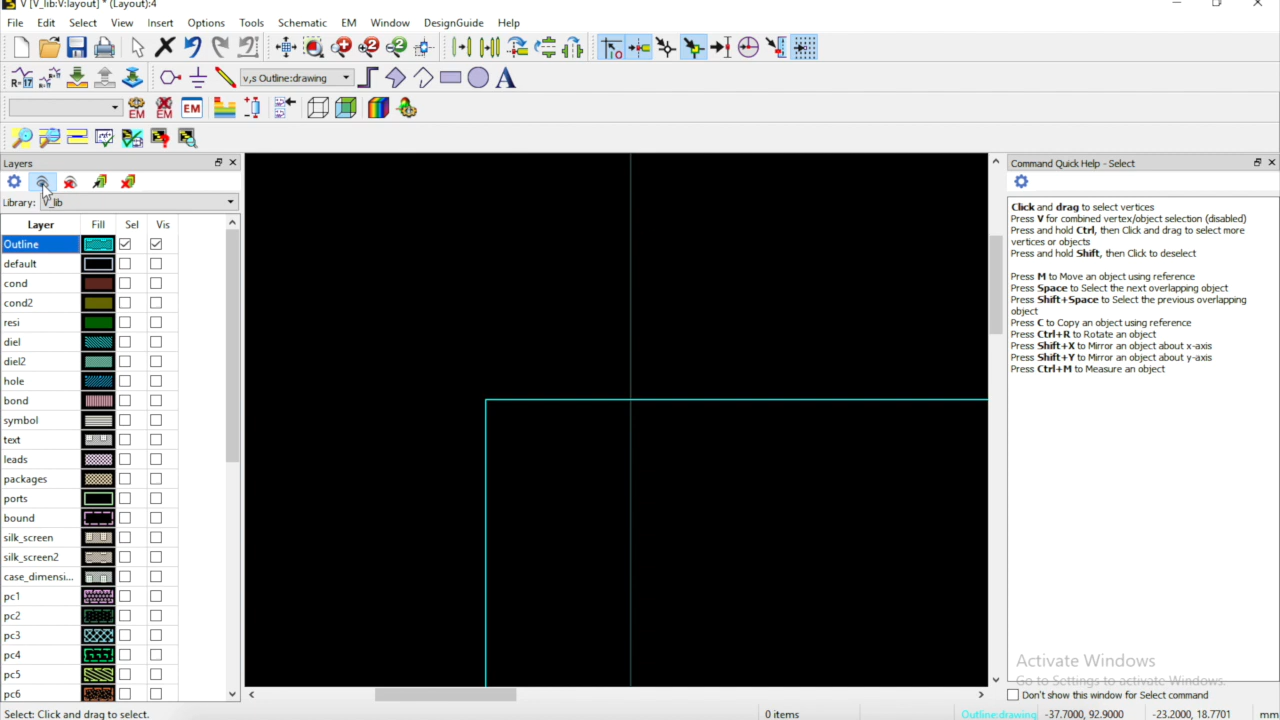 V [V_lib:V:layout] * (Layout):4
File Edit Select View Insert Options Tools Schematic EM Window DesignGuide Help
v,s Outline:drawing
EM EM EM
Layers
Library: V_lib
Layer Fill Sel Vis
Outline
default
cond
cond2
resi
diel
diel2
hole
bond
symbol
text
leads
packages
ports
bound
silk_screen
silk_screen2
case_dimensi...
pc1
pc2
pc3
pc4
pc5
pc6
Command Quick Help - Select
Click and drag to select vertices
Press V for combined vertex/object selection (disabled)
Press and hold Ctrl, then Click and drag to select more
vertices or objects
Press and hold Shift, then Click to deselect
Press M to Move an object using reference
Press Space to Select the next overlapping object
Press Shift+Space to Select the previous overlapping
object
Press C to Copy an object using reference
Press Ctrl+R to Rotate an object
Press Shift+X to Mirror an object about x-axis
Press Shift+Y to Mirror an object about y-axis
Press Ctrl+M to Measure an object
Activate Windows
Go to Settings to activate Windows.
Don't show this window for Select command
Select: Click and drag to select. 0 items Outline:drawing -37.7000, 92.9000 -23.2000, 18.7701 mm